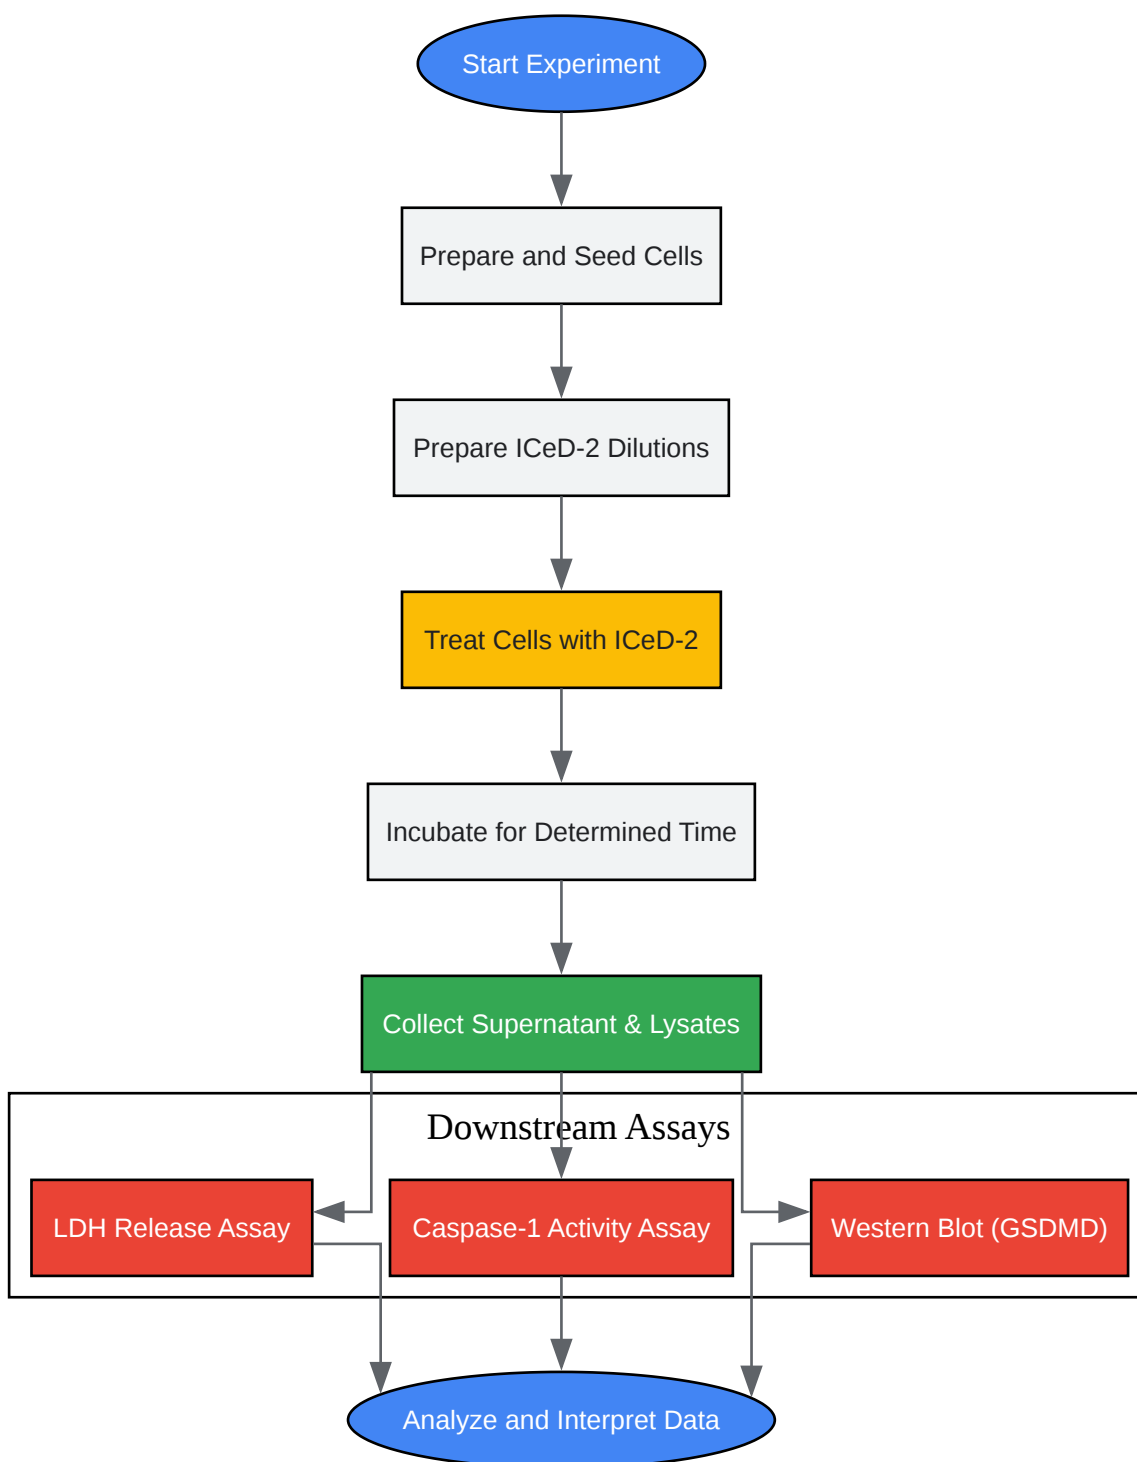 Start Experiment
Prepare and Seed Cells
Prepare ICeD-2 Dilutions
Treat Cells with ICeD-2
Incubate for Determined Time
Collect Supernatant & Lysates
Downstream Assays
LDH Release Assay
Caspase-1 Activity Assay
Western Blot (GSDMD)
Analyze and Interpret Data